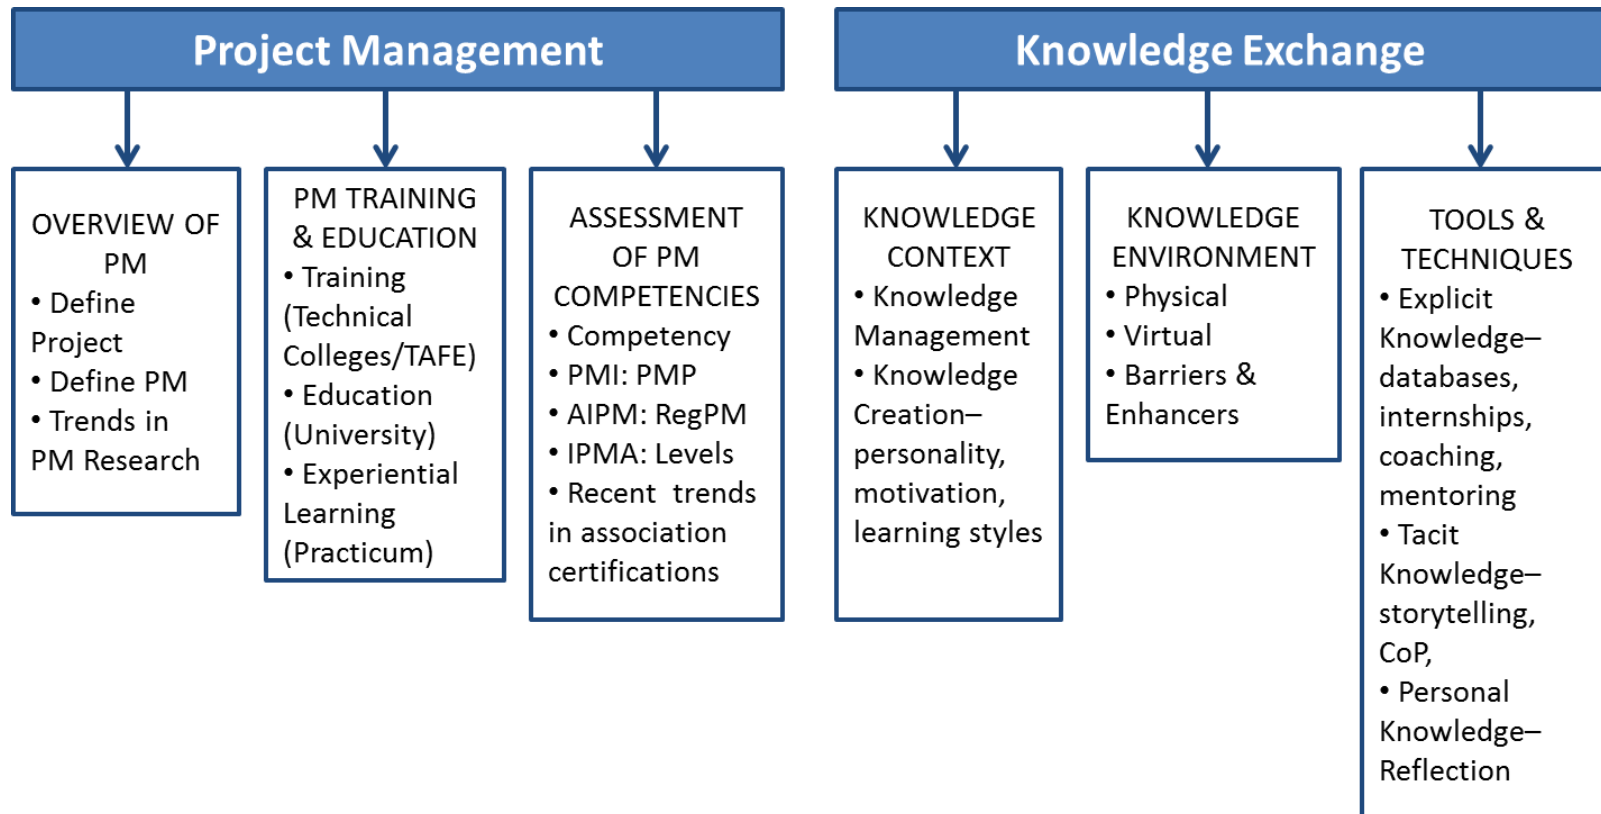 Project Management
OVERVIEW OF
PM
• Define
Project
• Define PM
• Trends in
PM Research
PM TRAINING
& EDUCATION
• Training
(Technical
Colleges/TAFE)
• Education
(University)
• Experiential
Learning
(Practicum)
ASSESSMENT
OF PM
COMPETENCIES
• Competency
• PMI: PMP
• AIPM: RegPM
• IPMA: Levels
• Recent trends
in association
certifications
Knowledge Exchange
KNOWLEDGE
CONTEXT
• Knowledge
Management
• Knowledge
Creation–
personality,
motivation,
learning styles
KNOWLEDGE
ENVIRONMENT
• Physical
• Virtual
• Barriers &
Enhancers
TOOLS &
TECHNIQUES
• Explicit
Knowledge–
databases,
internships,
coaching,
mentoring
• Tacit
Knowledge–
storytelling,
CoP,
• Personal
Knowledge–
Reflection